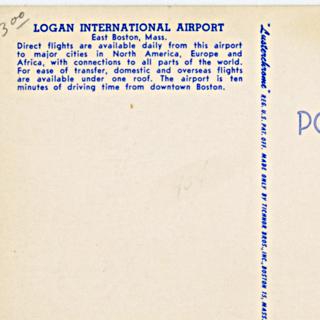 3.00
LOGAN INTERNATIONAL AIRPORT
East Boston, Mass.
Direct flights are available daily from this airport
to major cities in North America, Europe and
Africa, with connections to all parts of the world.
For ease of transfer, domestic and overseas flights
are available under one roof. The airport is ten
minutes of driving time from downtown Boston.
"Lusterchrome" REG. U.S. PAT. OFF. MADE ONLY BY TICHNOR BROS., INC., BOSTON 15, MASS.
PO